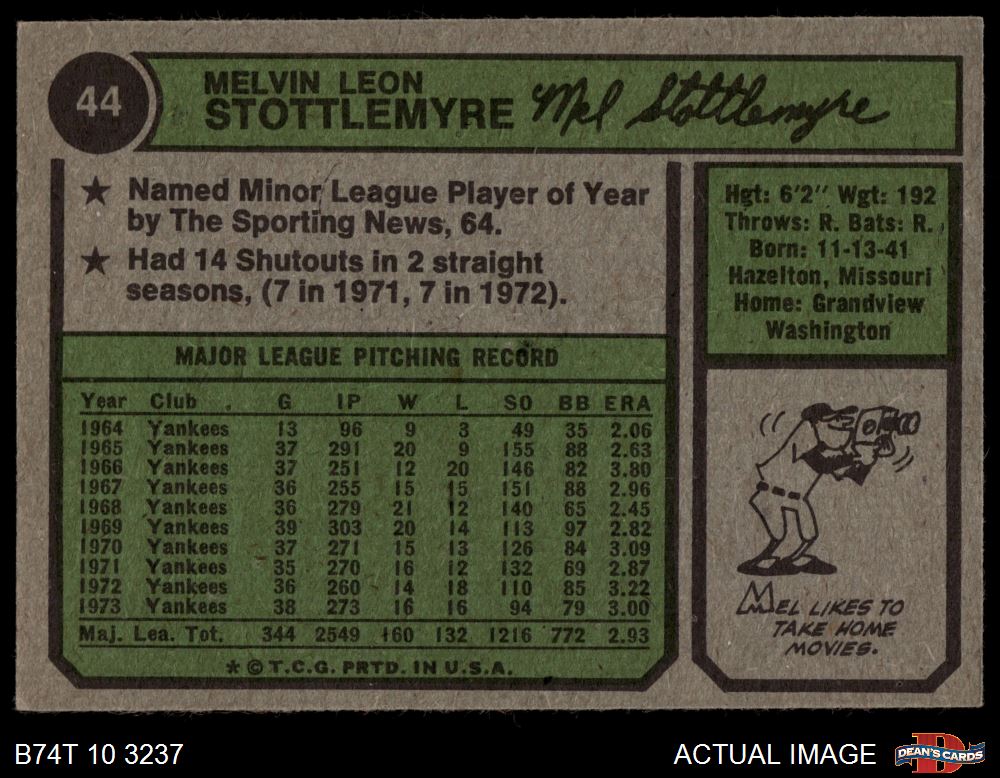 44
MELVIN LEON
STOTTLEMYRE Mel Stottlemyre
★ Named Minor League Player of Year
by The Sporting News, 64.
★ Had 14 Shutouts in 2 straight
seasons, (7 in 1971, 7 in 1972).
Hgt: 6'2" Wgt: 192
Throws: R. Bats: R.
Born: 11-13-41
Hazelton, Missouri
Home: Grandview
Washington
MAJOR LEAGUE PITCHING RECORD
Year Club G IP W L SO BB ERA
1964 Yankees 13 96 9 3 49 35 2.06
1965 Yankees 37 291 20 9 155 88 2.63
1966 Yankees 37 251 12 20 146 82 3.80
1967 Yankees 36 255 15 15 151 88 2.96
1968 Yankees 36 279 21 12 140 65 2.45
1969 Yankees 39 303 20 14 113 97 2.82
1970 Yankees 37 271 15 13 126 84 3.09
1971 Yankees 35 270 16 12 132 69 2.87
1972 Yankees 36 260 14 18 110 85 3.22
1973 Yankees 38 273 16 16 94 79 3.00
Maj. Lea. Tot. 344 2549 160 132 1216 772 2.93
★ © T.C.G. PRTD. IN U.S.A.
MEL LIKES TO
TAKE HOME
MOVIES.
B74T 10 3237
ACTUAL IMAGE
D
DEAN'S CARDS